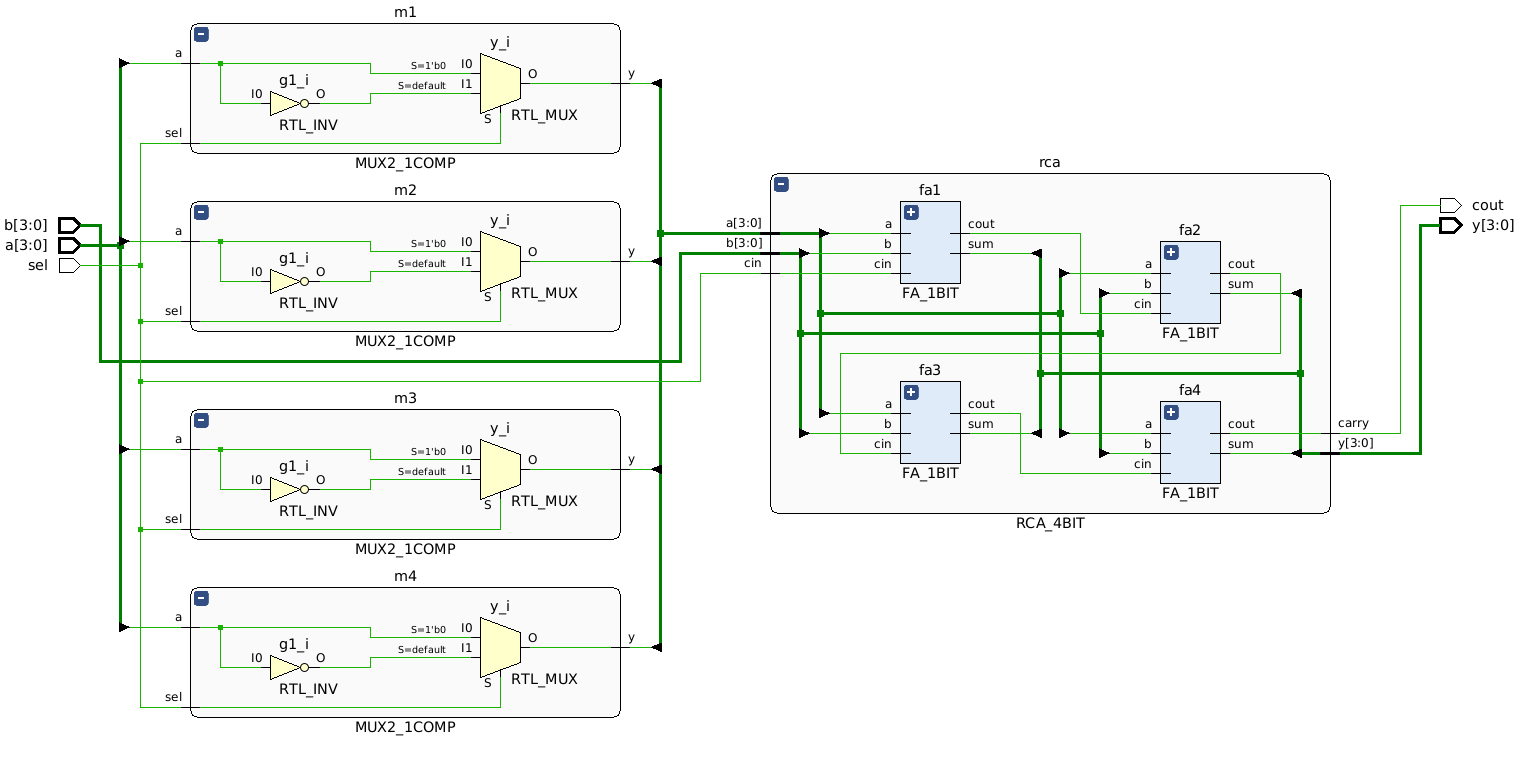 m1
a
y_i
S=1'b0
I0
O
y
g1_i
S=default
I1
I0
O
RTL_INV
S
RTL_MUX
sel
MUX2_1COMP
m2
a
y_i
S=1'b0
I0
O
y
g1_i
S=default
I1
I0
O
RTL_INV
S
RTL_MUX
sel
MUX2_1COMP
b[3:0]
a[3:0]
sel
m3
a
y_i
S=1'b0
I0
O
y
g1_i
S=default
I1
I0
O
RTL_INV
S
RTL_MUX
sel
MUX2_1COMP
m4
a
y_i
S=1'b0
I0
O
y
g1_i
S=default
I1
I0
O
RTL_INV
S
RTL_MUX
sel
MUX2_1COMP
rca
a[3:0]
b[3:0]
cin
fa1
a
b
cin
cout
sum
FA_1BIT
fa2
a
b
cin
cout
sum
FA_1BIT
fa3
a
b
cin
cout
sum
FA_1BIT
fa4
a
b
cin
cout
sum
FA_1BIT
carry
y[3:0]
RCA_4BIT
cout
y[3:0]